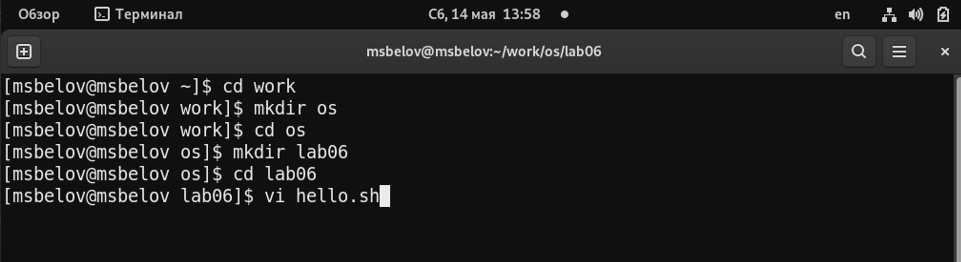 Обзор Терминал Сб, 14 мая 13:58 en
msbelov@msbelov:~/work/os/lab06
[msbelov@msbelov ~]$ cd work
[msbelov@msbelov work]$ mkdir os
[msbelov@msbelov work]$ cd os
[msbelov@msbelov os]$ mkdir lab06
[msbelov@msbelov os]$ cd lab06
[msbelov@msbelov lab06]$ vi hello.sh